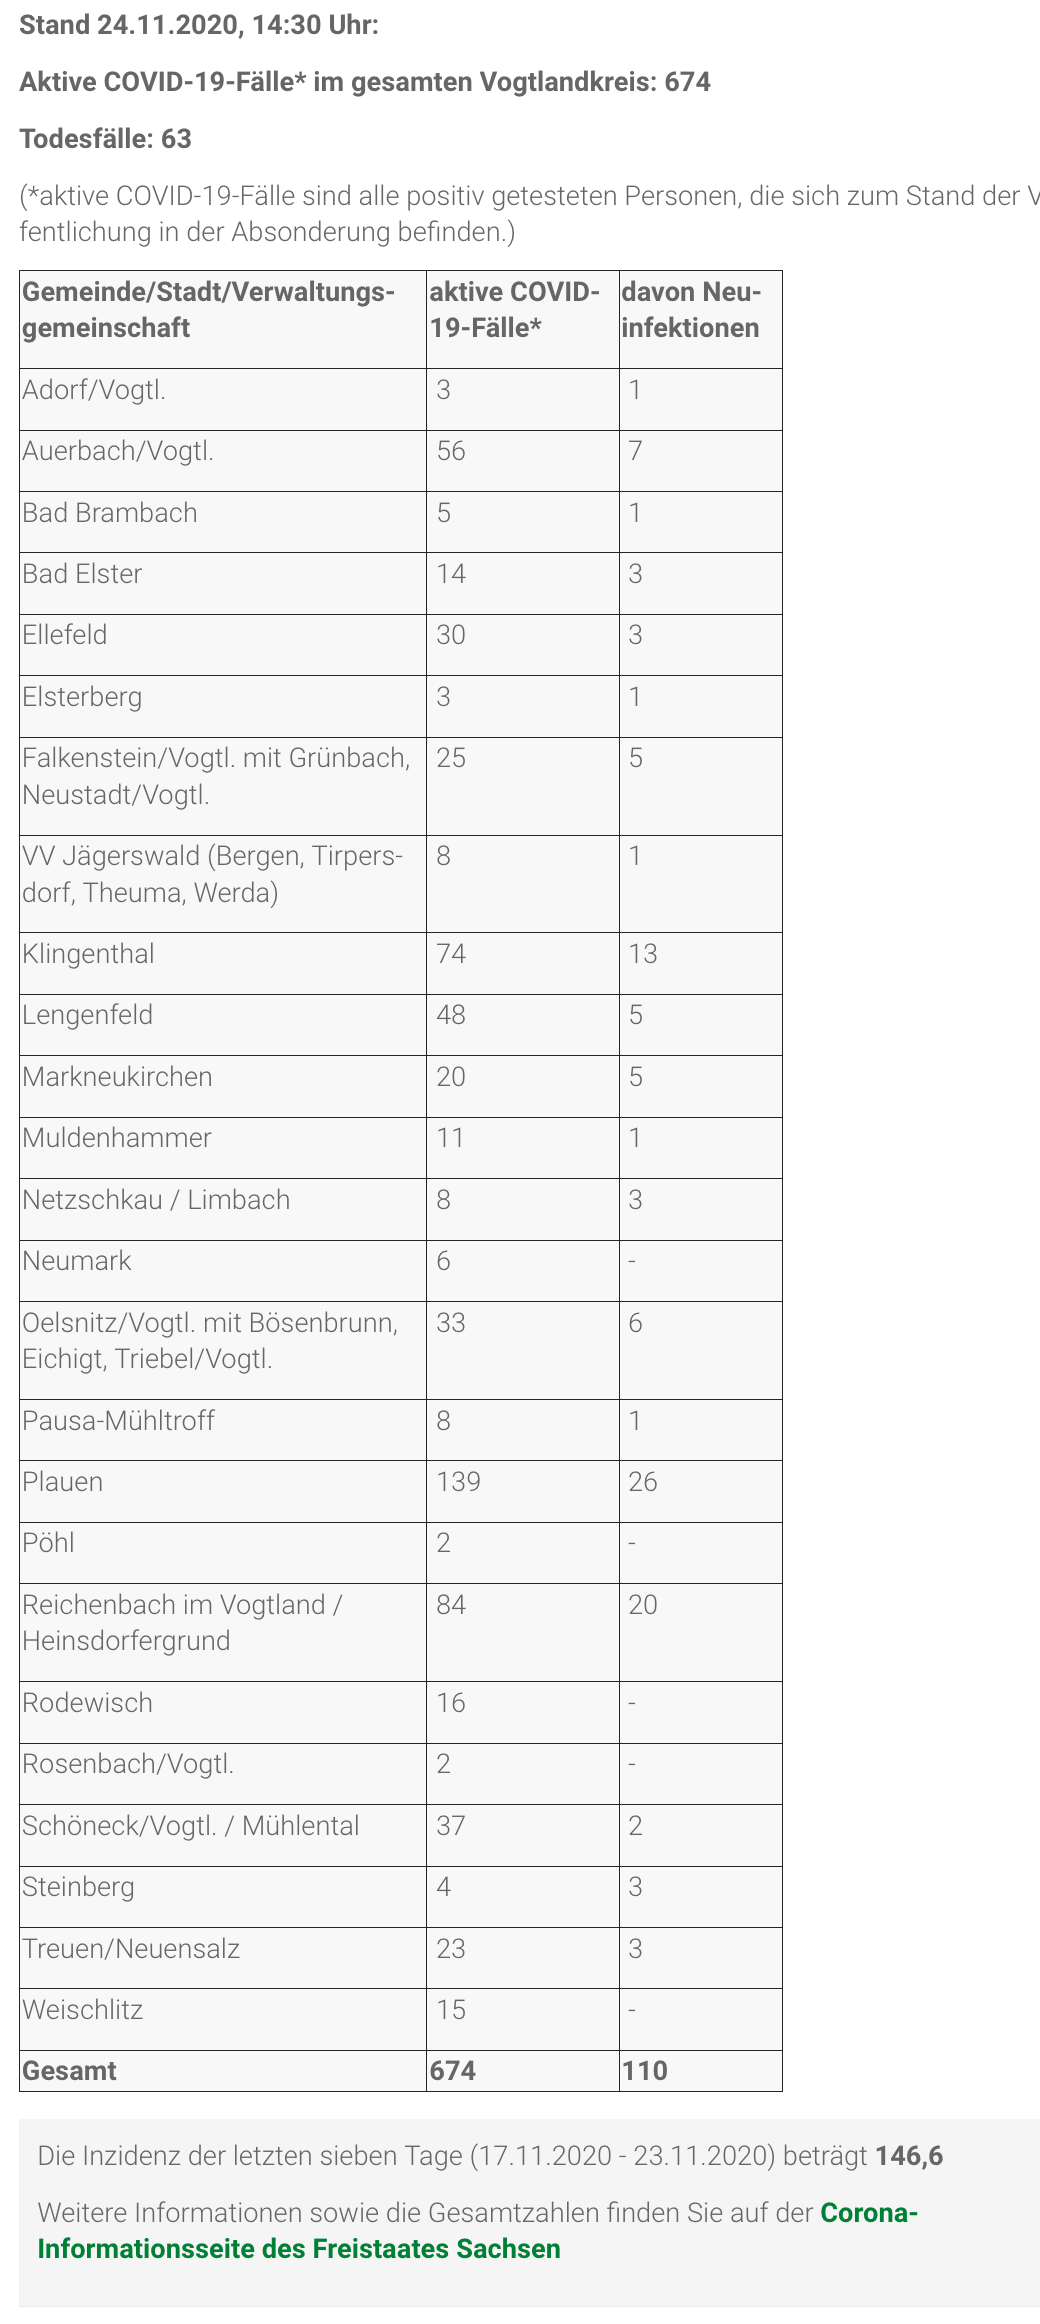 Stand 24.11.2020, 14:30 Uhr:
Aktive COVID-19-Fälle* im gesamten Vogtlandkreis: 674
Todesfälle: 63
(*aktive COVID-19-Fälle sind alle positiv getesteten Personen, die sich zum Stand der V
fentlichung in der Absonderung befinden.)
Gemeinde/Stadt/Verwaltungs- aktive COVID- davon Neu-
gemeinschaft 19-Fälle* infektionen
Adorf/Vogtl. 3 1
Auerbach/Vogtl. 56 7
Bad Brambach 5 1
Bad Elster 14 3
Ellefeld 30 3
Elsterberg 3 1
Falkenstein/Vogtl. mit Grünbach, 25 5
Neustadt/Vogtl.
VV Jägerswald (Bergen, Tirpers- 8 1
dorf, Theuma, Werda)
Klingenthal 74 13
Lengenfeld 48 5
Markneukirchen 20 5
Muldenhammer 11 1
Netzschkau / Limbach 8 3
Neumark 6 -
Oelsnitz/Vogtl. mit Bösenbrunn, 33 6
Eichigt, Triebel/Vogtl.
Pausa-Mühltroff 8 1
Plauen 139 26
Pöhl 2 -
Reichenbach im Vogtland / 84 20
Heinsdorfergrund
Rodewisch 16 -
Rosenbach/Vogtl. 2 -
Schöneck/Vogtl. / Mühlental 37 2
Steinberg 4 3
Treuen/Neuensalz 23 3
Weischlitz 15 -
Gesamt 674 110
Die Inzidenz der letzten sieben Tage (17.11.2020 - 23.11.2020) beträgt 146,6
Weitere Informationen sowie die Gesamtzahlen finden Sie auf der Corona-
Informationsseite des Freistaates Sachsen